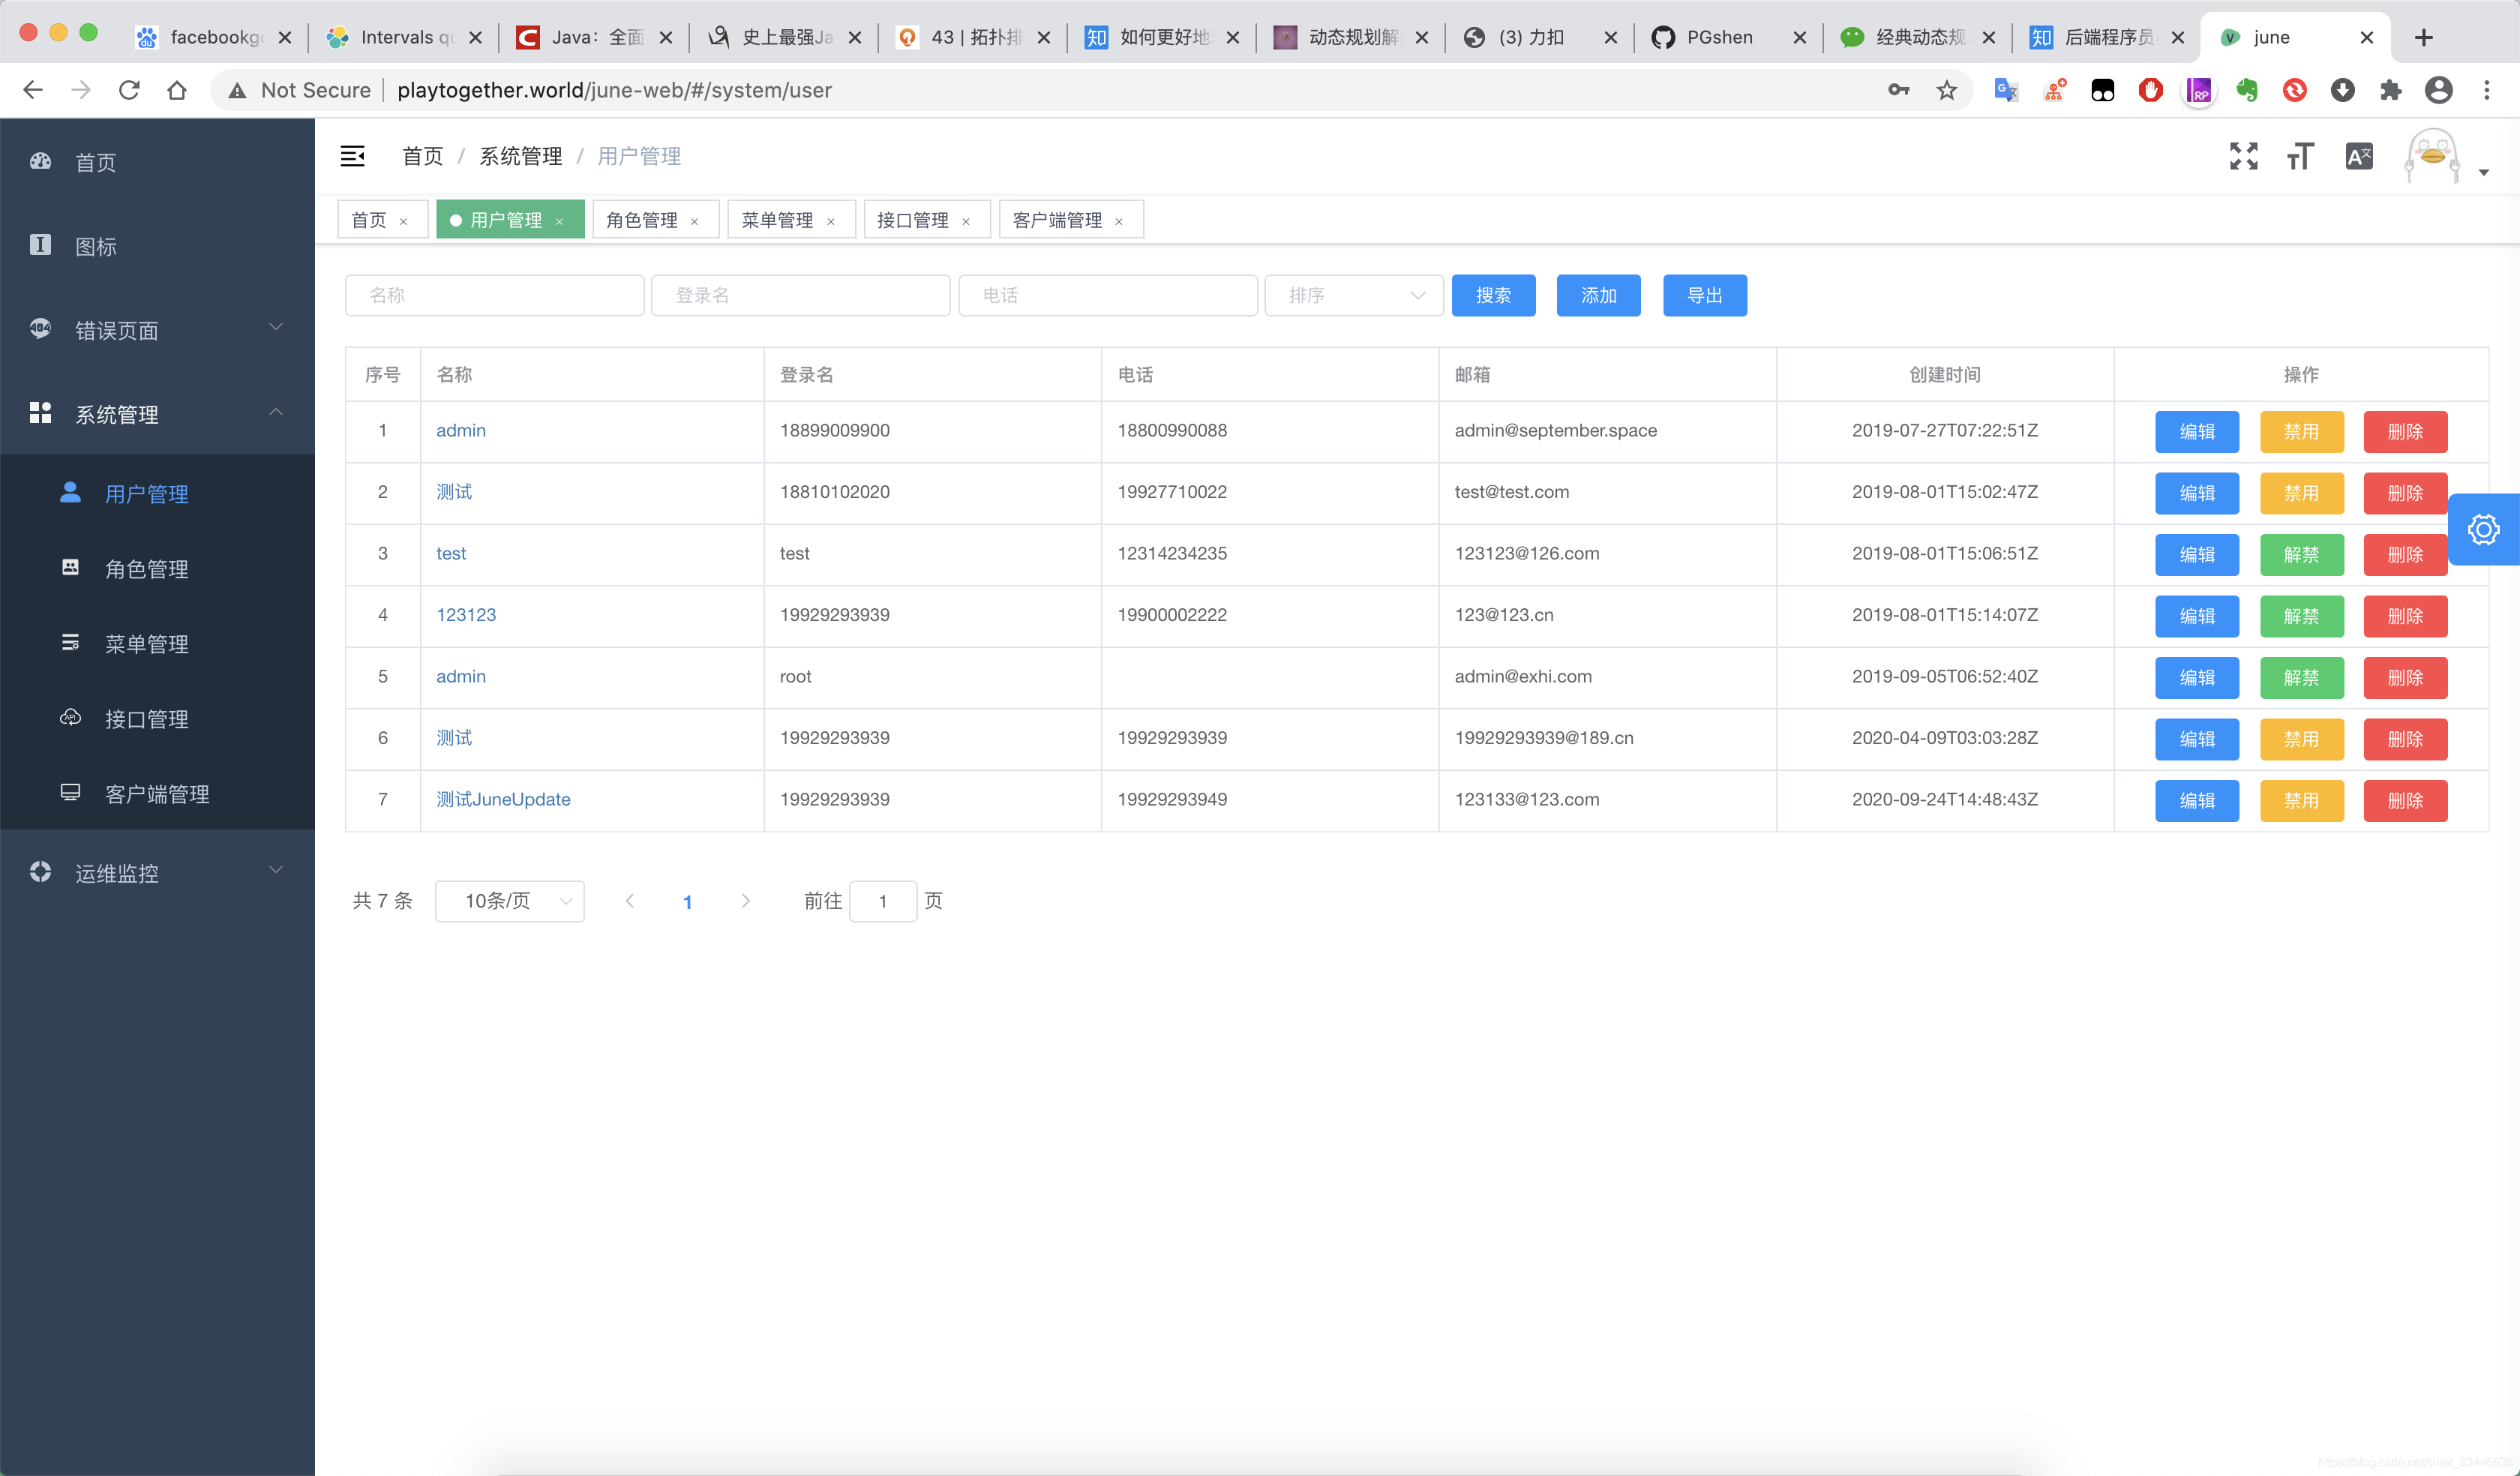 facebookg Intervals q Java：全面 史上最强Ja 43 | 拓扑排 如何更好地 动态规划解 (3) 力扣 PGshen 经典动态规 后端程序员 june
Not Secure playtogether.world/june-web/#/system/user
首页
图标
错误页面
系统管理
用户管理
角色管理
菜单管理
接口管理
客户端管理
运维监控
首页 / 系统管理 / 用户管理
首页 × 用户管理 × 角色管理 × 菜单管理 × 接口管理 × 客户端管理 ×
名称 登录名 电话 排序 搜索 添加 导出
序号 名称 登录名 电话 邮箱 创建时间 操作
1 admin 18899009900 18800990088 admin@september.space 2019-07-27T07:22:51Z 编辑 禁用 删除
2 测试 18810102020 19927710022 test@test.com 2019-08-01T15:02:47Z 编辑 禁用 删除
3 test test 12314234235 123123@126.com 2019-08-01T15:06:51Z 编辑 解禁 删除
4 123123 19929293939 19900002222 123@123.cn 2019-08-01T15:14:07Z 编辑 解禁 删除
5 admin root admin@exhi.com 2019-09-05T06:52:40Z 编辑 解禁 删除
6 测试 19929293939 19929293939 19929293939@189.cn 2020-04-09T03:03:28Z 编辑 禁用 删除
7 测试JuneUpdate 19929293939 19929293949 123133@123.com 2020-09-24T14:48:43Z 编辑 禁用 删除
共 7 条 10条/页 1 前往 1 页